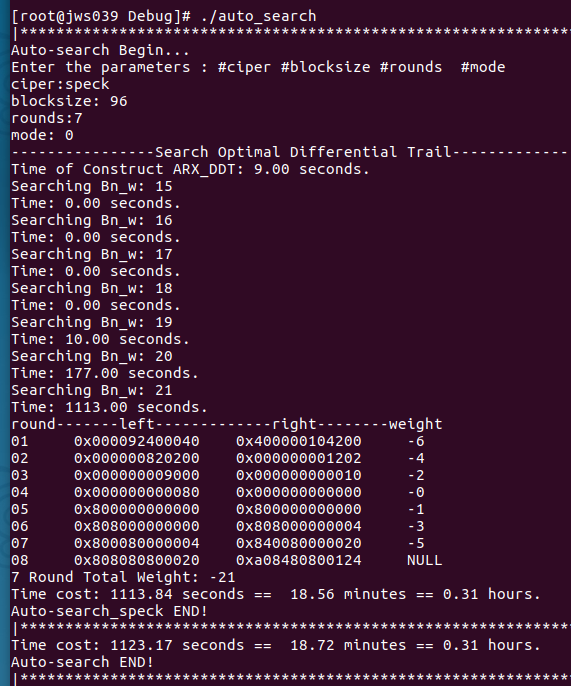 [root@jws039 Debug]# ./auto_search
|****************************************************************
Auto-search Begin...
Enter the parameters : #ciper #blocksize #rounds  #mode
ciper:speck
blocksize: 96
rounds:7
mode: 0
----------------Search Optimal Differential Trail-------------
Time of Construct ARX_DDT: 9.00 seconds.
Searching Bn_w: 15
Time: 0.00 seconds.
Searching Bn_w: 16
Time: 0.00 seconds.
Searching Bn_w: 17
Time: 0.00 seconds.
Searching Bn_w: 18
Time: 0.00 seconds.
Searching Bn_w: 19
Time: 10.00 seconds.
Searching Bn_w: 20
Time: 177.00 seconds.
Searching Bn_w: 21
Time: 1113.00 seconds.
round-------left-------------right--------weight
01     0x000092400040    0x400000104200     -6
02     0x000000820200    0x000000001202     -4
03     0x000000009000    0x000000000010     -2
04     0x000000000080    0x000000000000     -0
05     0x800000000000    0x800000000000     -1
06     0x808000000000    0x808000000004     -3
07     0x800080000004    0x840080000020     -5
08     0x808080800020    0xa08480800124     NULL
7 Round Total Weight: -21
Time cost: 1113.84 seconds ==  18.56 minutes == 0.31 hours.
Auto-search_speck END!
|****************************************************************
Time cost: 1123.17 seconds ==  18.72 minutes == 0.31 hours.
Auto-search END!
|****************************************************************